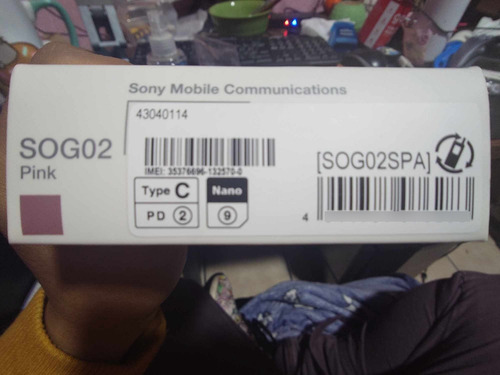 Sony Mobile Communications
43040114
SOG02
Pink
IMEI: 35376696-132570-0
Type C
Nano
PD 2
9
[SOG02SPA]
4